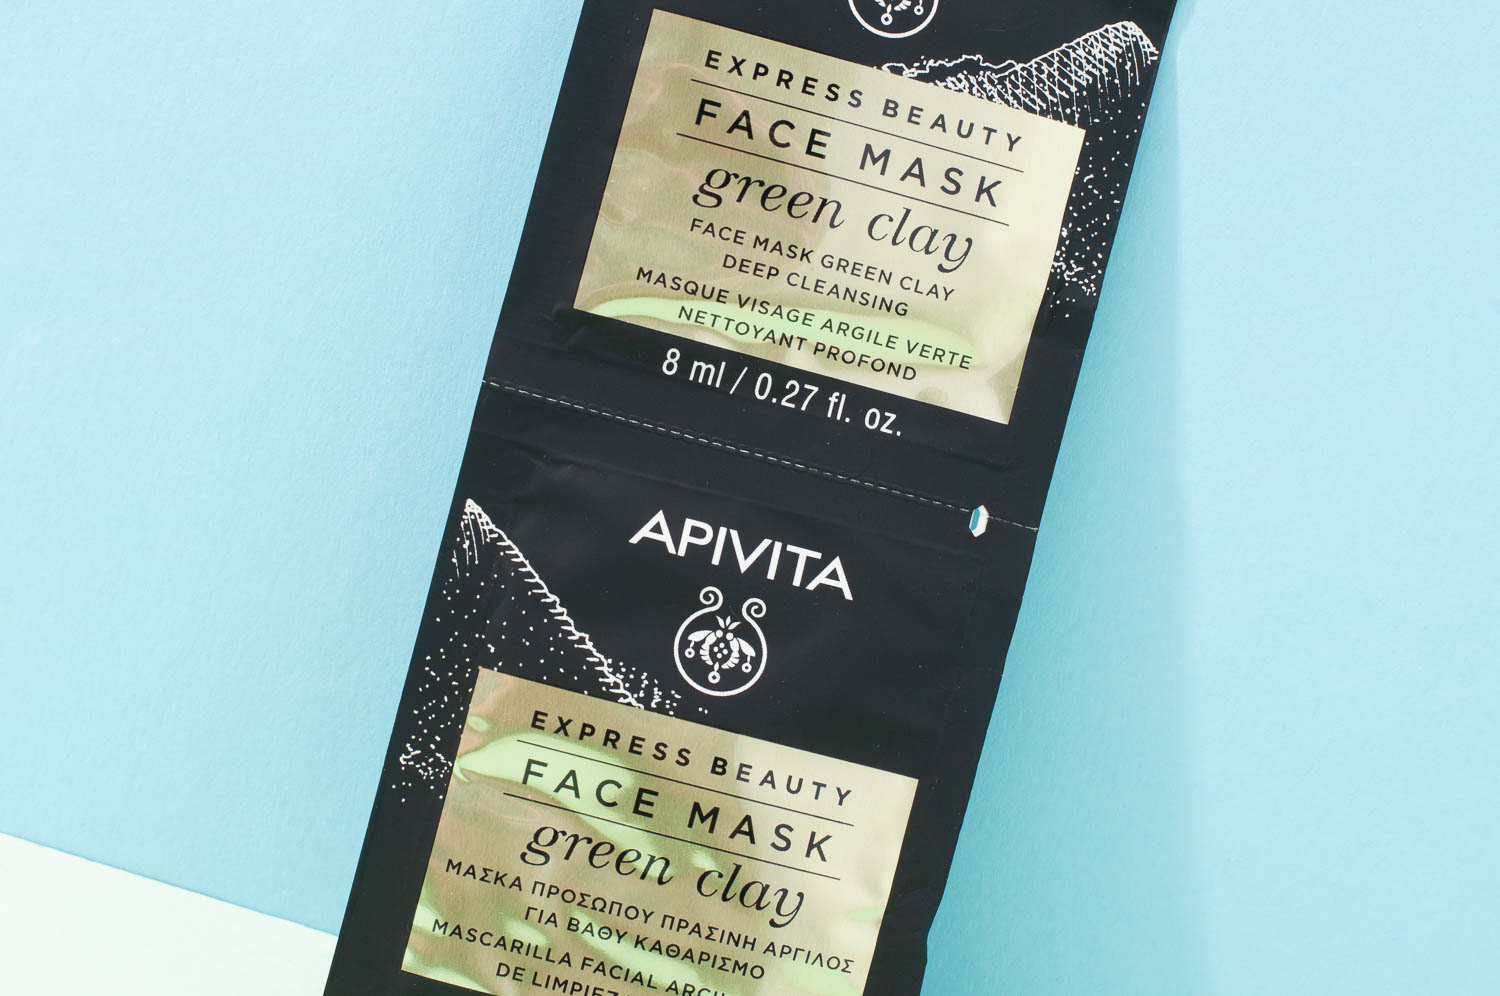 EXPRESS BEAUTY
FACE MASK
green clay
FACE MASK GREEN CLAY
DEEP CLEANSING
MASQUE VISAGE ARGILE VERTE
NETTOYANT PROFOND
8 ml / 0.27 fl. oz.
APIVITA
EXPRESS BEAUTY
FACE MASK
green clay
ΜΑΣΚΑ ΠΡΟΣΩΠΟΥ ΠΡΑΣΙΝΗ ΑΡΓΙΛΟΣ
ΓΙΑ ΒΑΘΥ ΚΑΘΑΡΙΣΜΟ
MASCARILLA FACIAL
DE